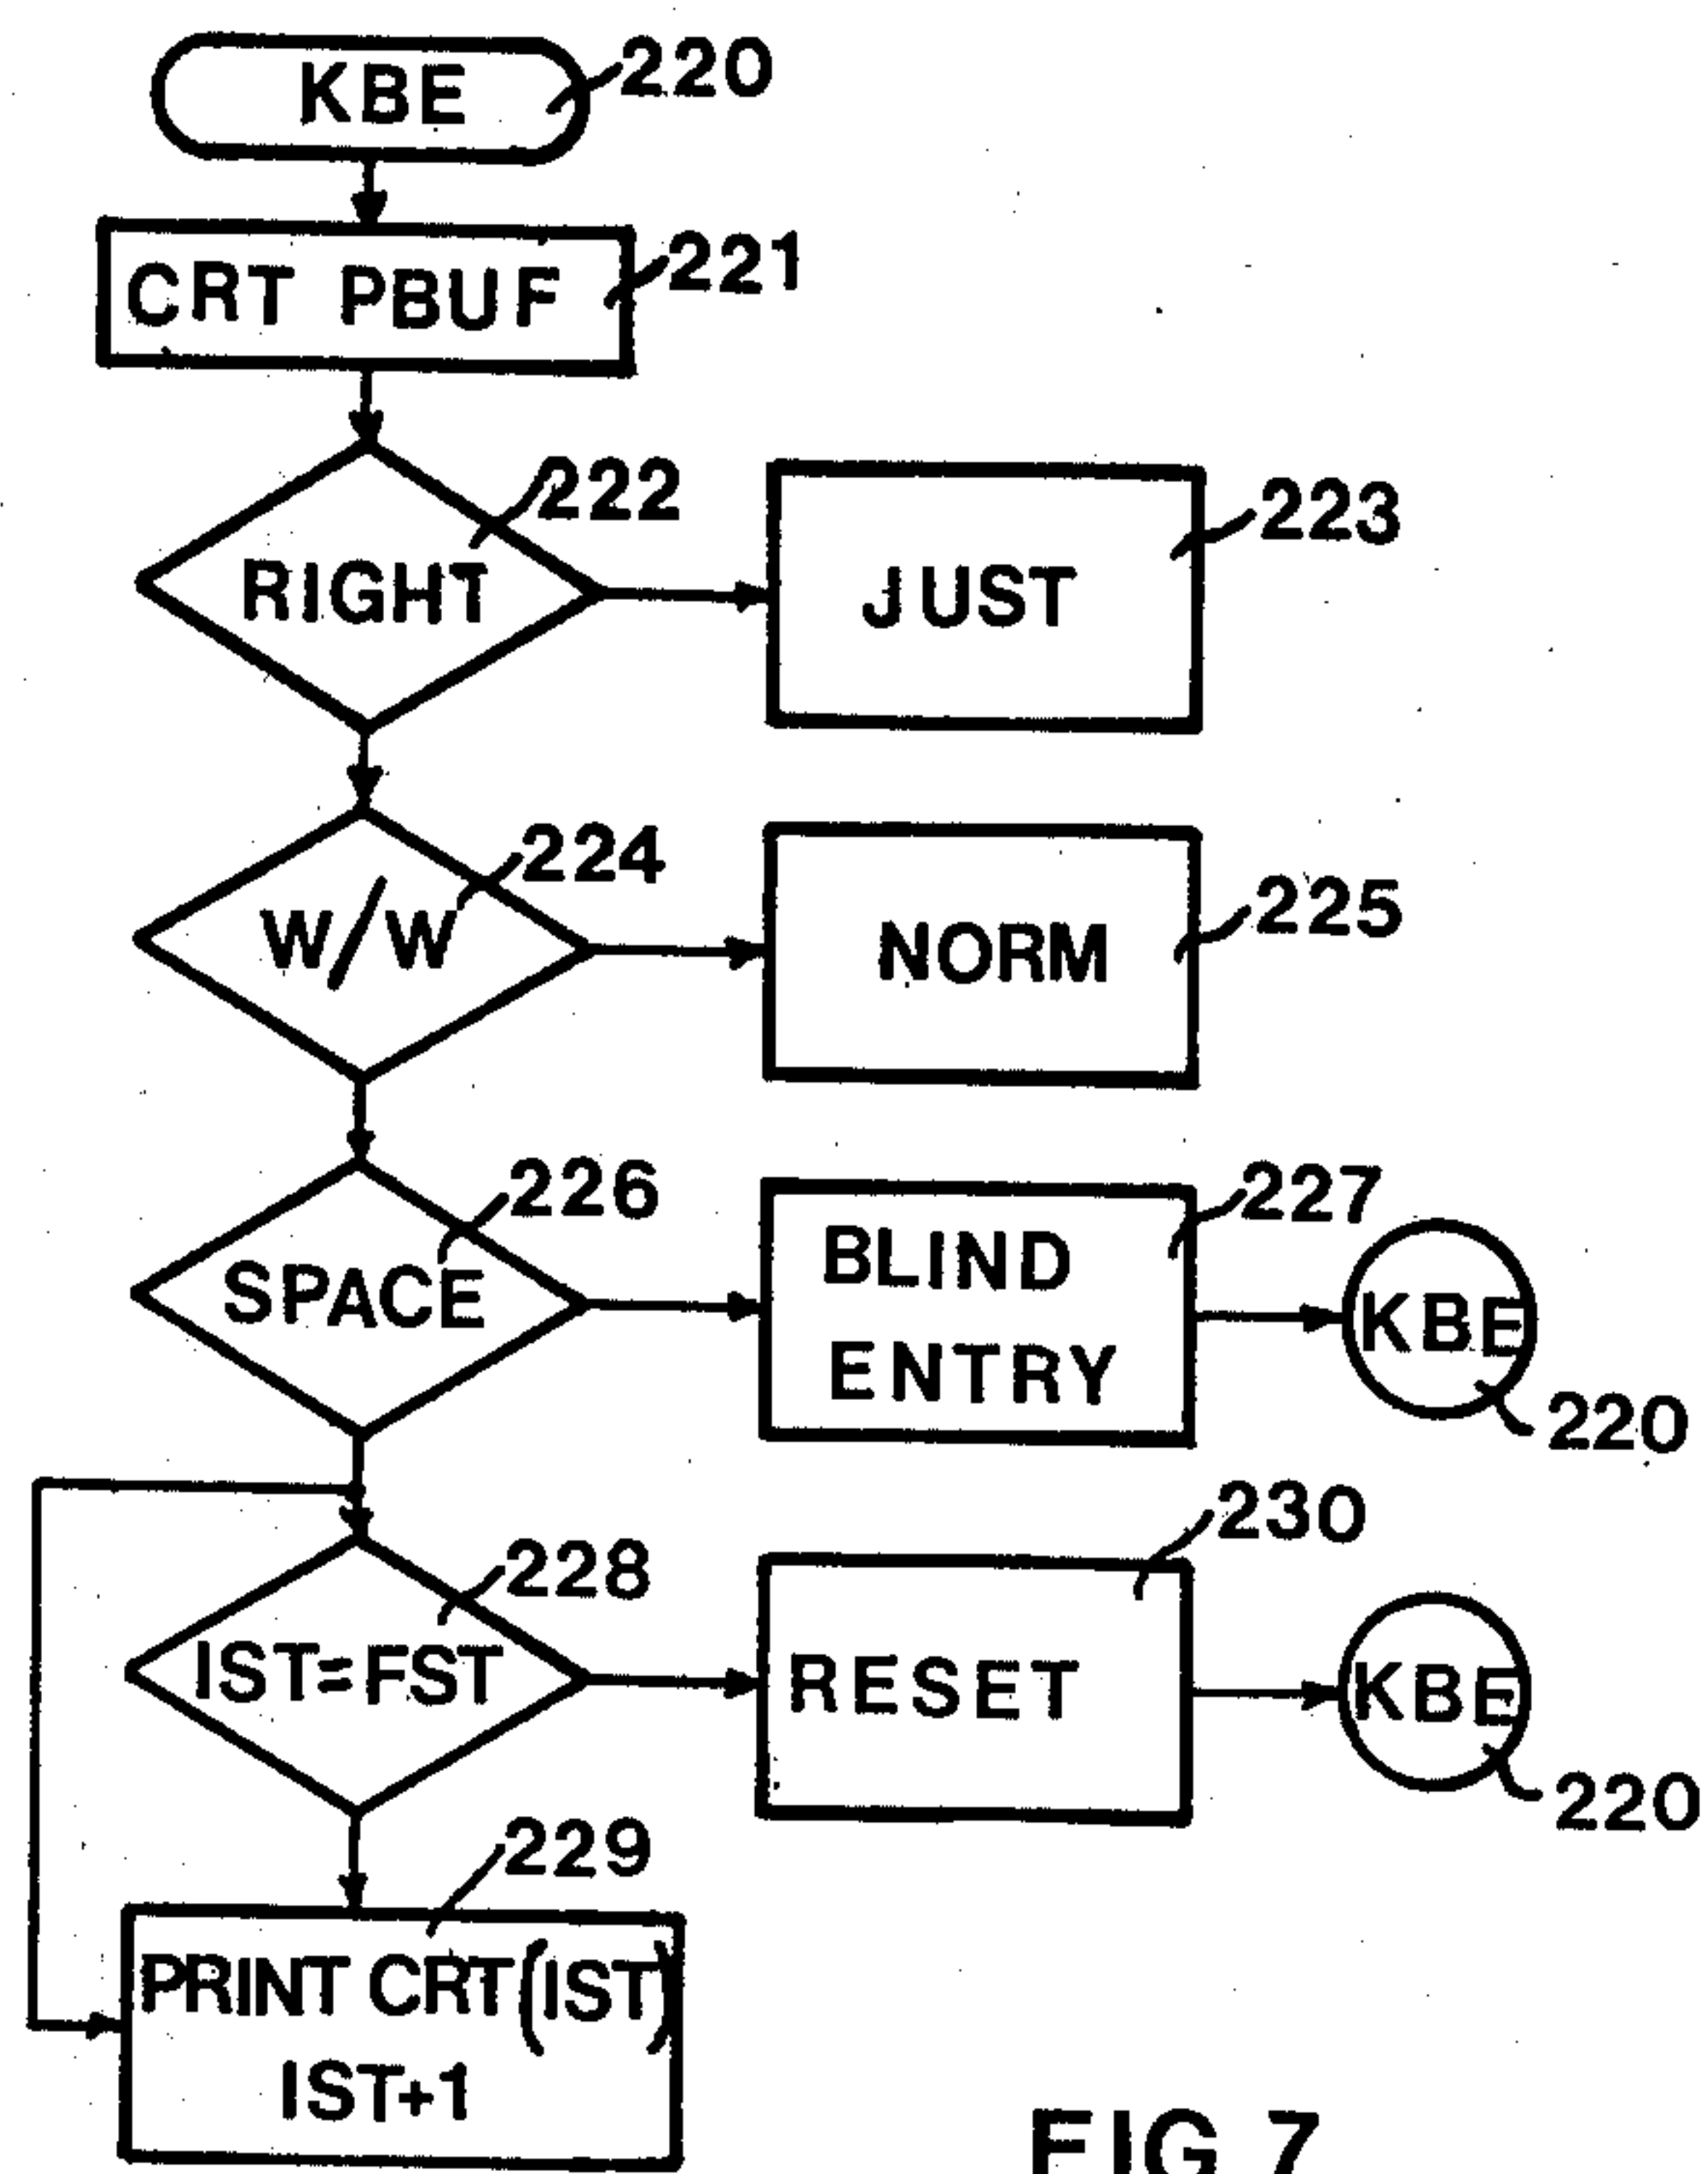 KBE
220
CRT PBUF
221
222
RIGHT
JUST
223
224
W/W
NORM
225
226
SPACE
BLIND
ENTRY
227
KBE
220
228
IST=FST
RESET
230
KBE
220
229
PRINT CRT(IST)
IST+1
FIG 7